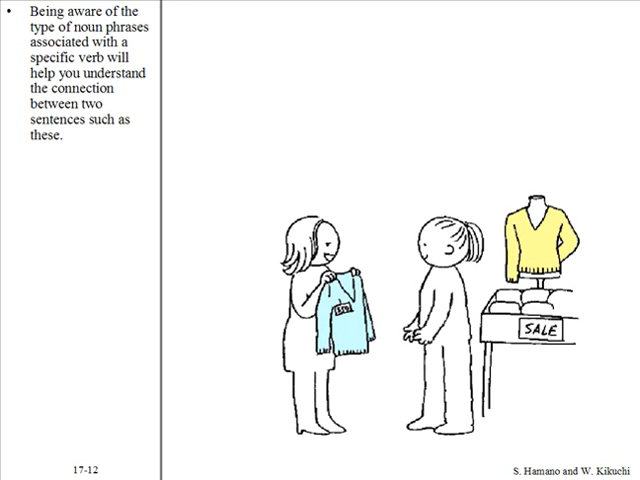 • Being aware of the
type of noun phrases
associated with a
specific verb will
help you understand
the connection
between two
sentences such as
these.
SALE
17-12
S. Hamano and W. Kikuchi